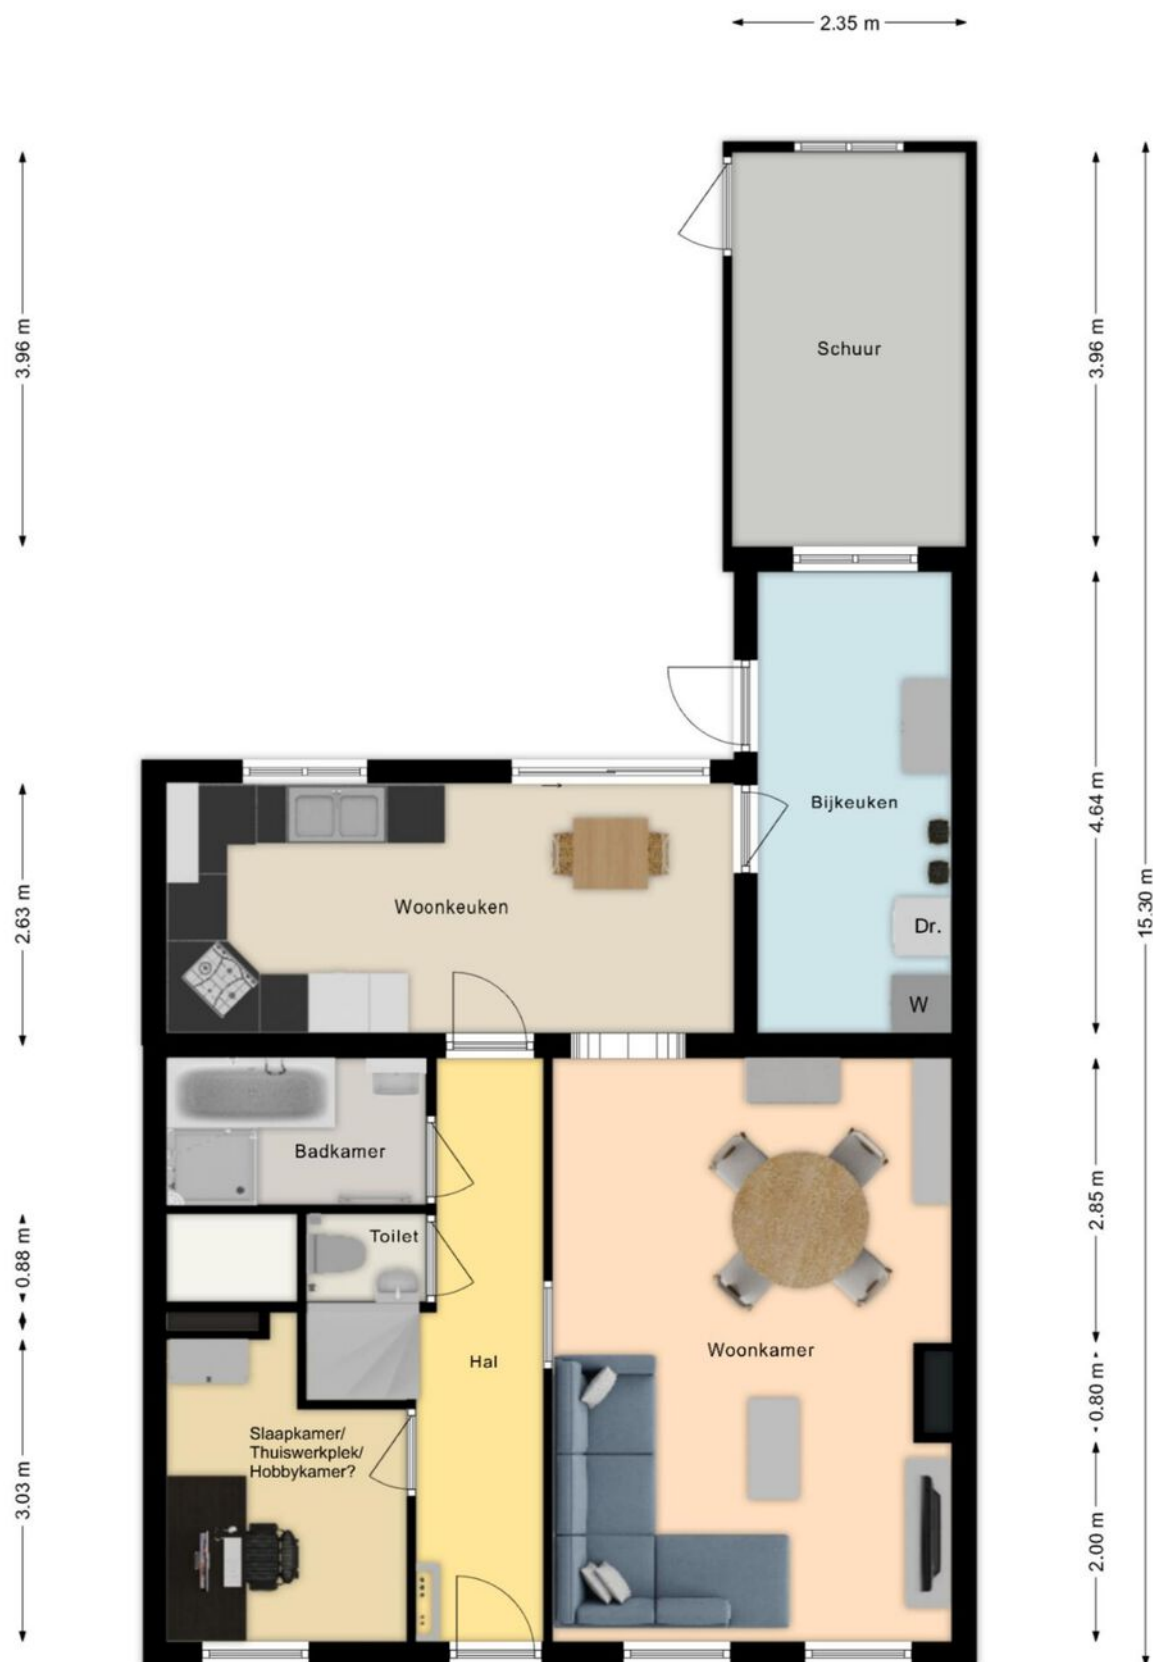 2.35 m
3.96 m
3.96 m
Schuur
Bijkeuken
4.64 m
15.30 m
2.63 m
Woonkeuken
Dr.
W
Badkamer
2.85 m
Toilet
0.88 m
Hal
Woonkamer
0.80 m
Slaapkamer/
Thuiswerkplek/
Hobbykamer?
3.03 m
2.00 m